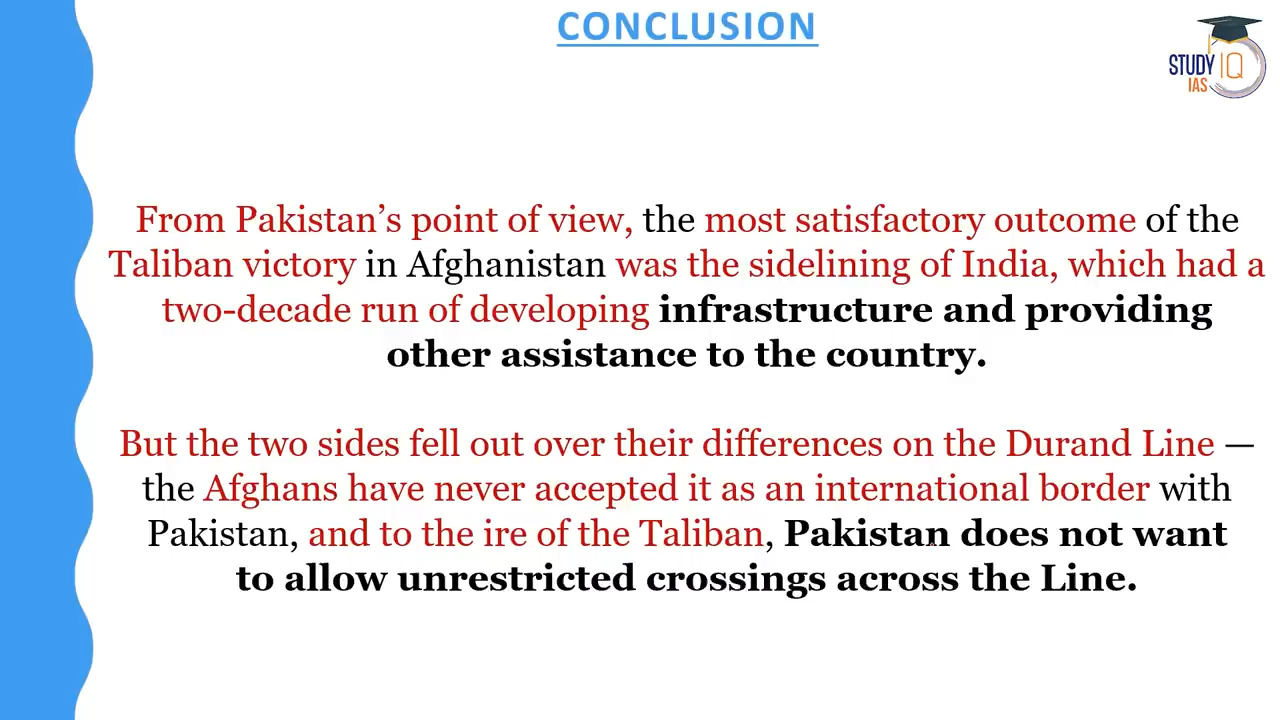 CONCLUSION
STUDY IQ
IAS
From Pakistan’s point of view, the most satisfactory outcome of the
Taliban victory in Afghanistan was the sidelining of India, which had a
two-decade run of developing infrastructure and providing
other assistance to the country.
But the two sides fell out over their differences on the Durand Line —
the Afghans have never accepted it as an international border with
Pakistan, and to the ire of the Taliban, Pakistan does not want
to allow unrestricted crossings across the Line.